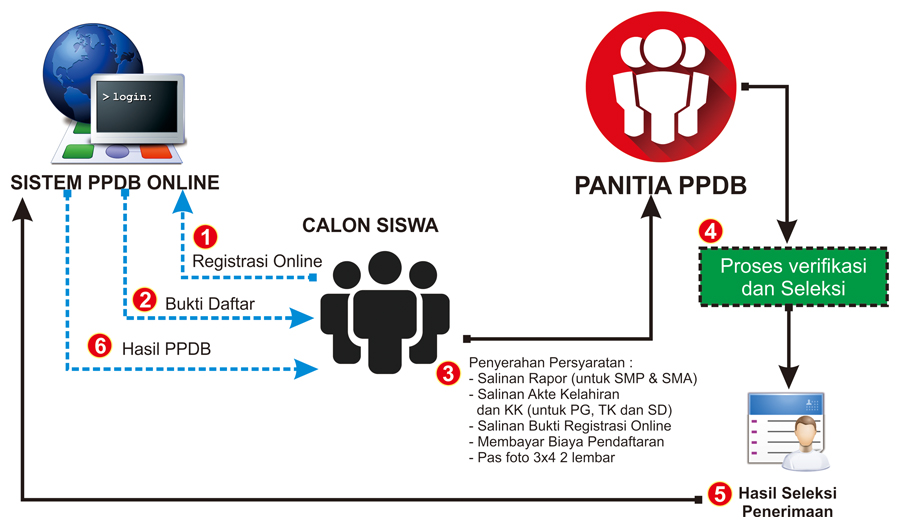 > login:
SISTEM PPDB ONLINE
PANITIA PPDB
CALON SISWA
1
Registrasi Online
2
Bukti Daftar
6
Hasil PPDB
3
Penyerahan Persyaratan :
- Salinan Rapor (untuk SMP & SMA)
- Salinan Akte Kelahiran
dan KK (untuk PG, TK dan SD)
- Salinan Bukti Registrasi Online
- Membayar Biaya Pendaftaran
- Pas foto 3x4 2 lembar
4
Proses verifikasi
dan Seleksi
5
Hasil Seleksi
Penerimaan